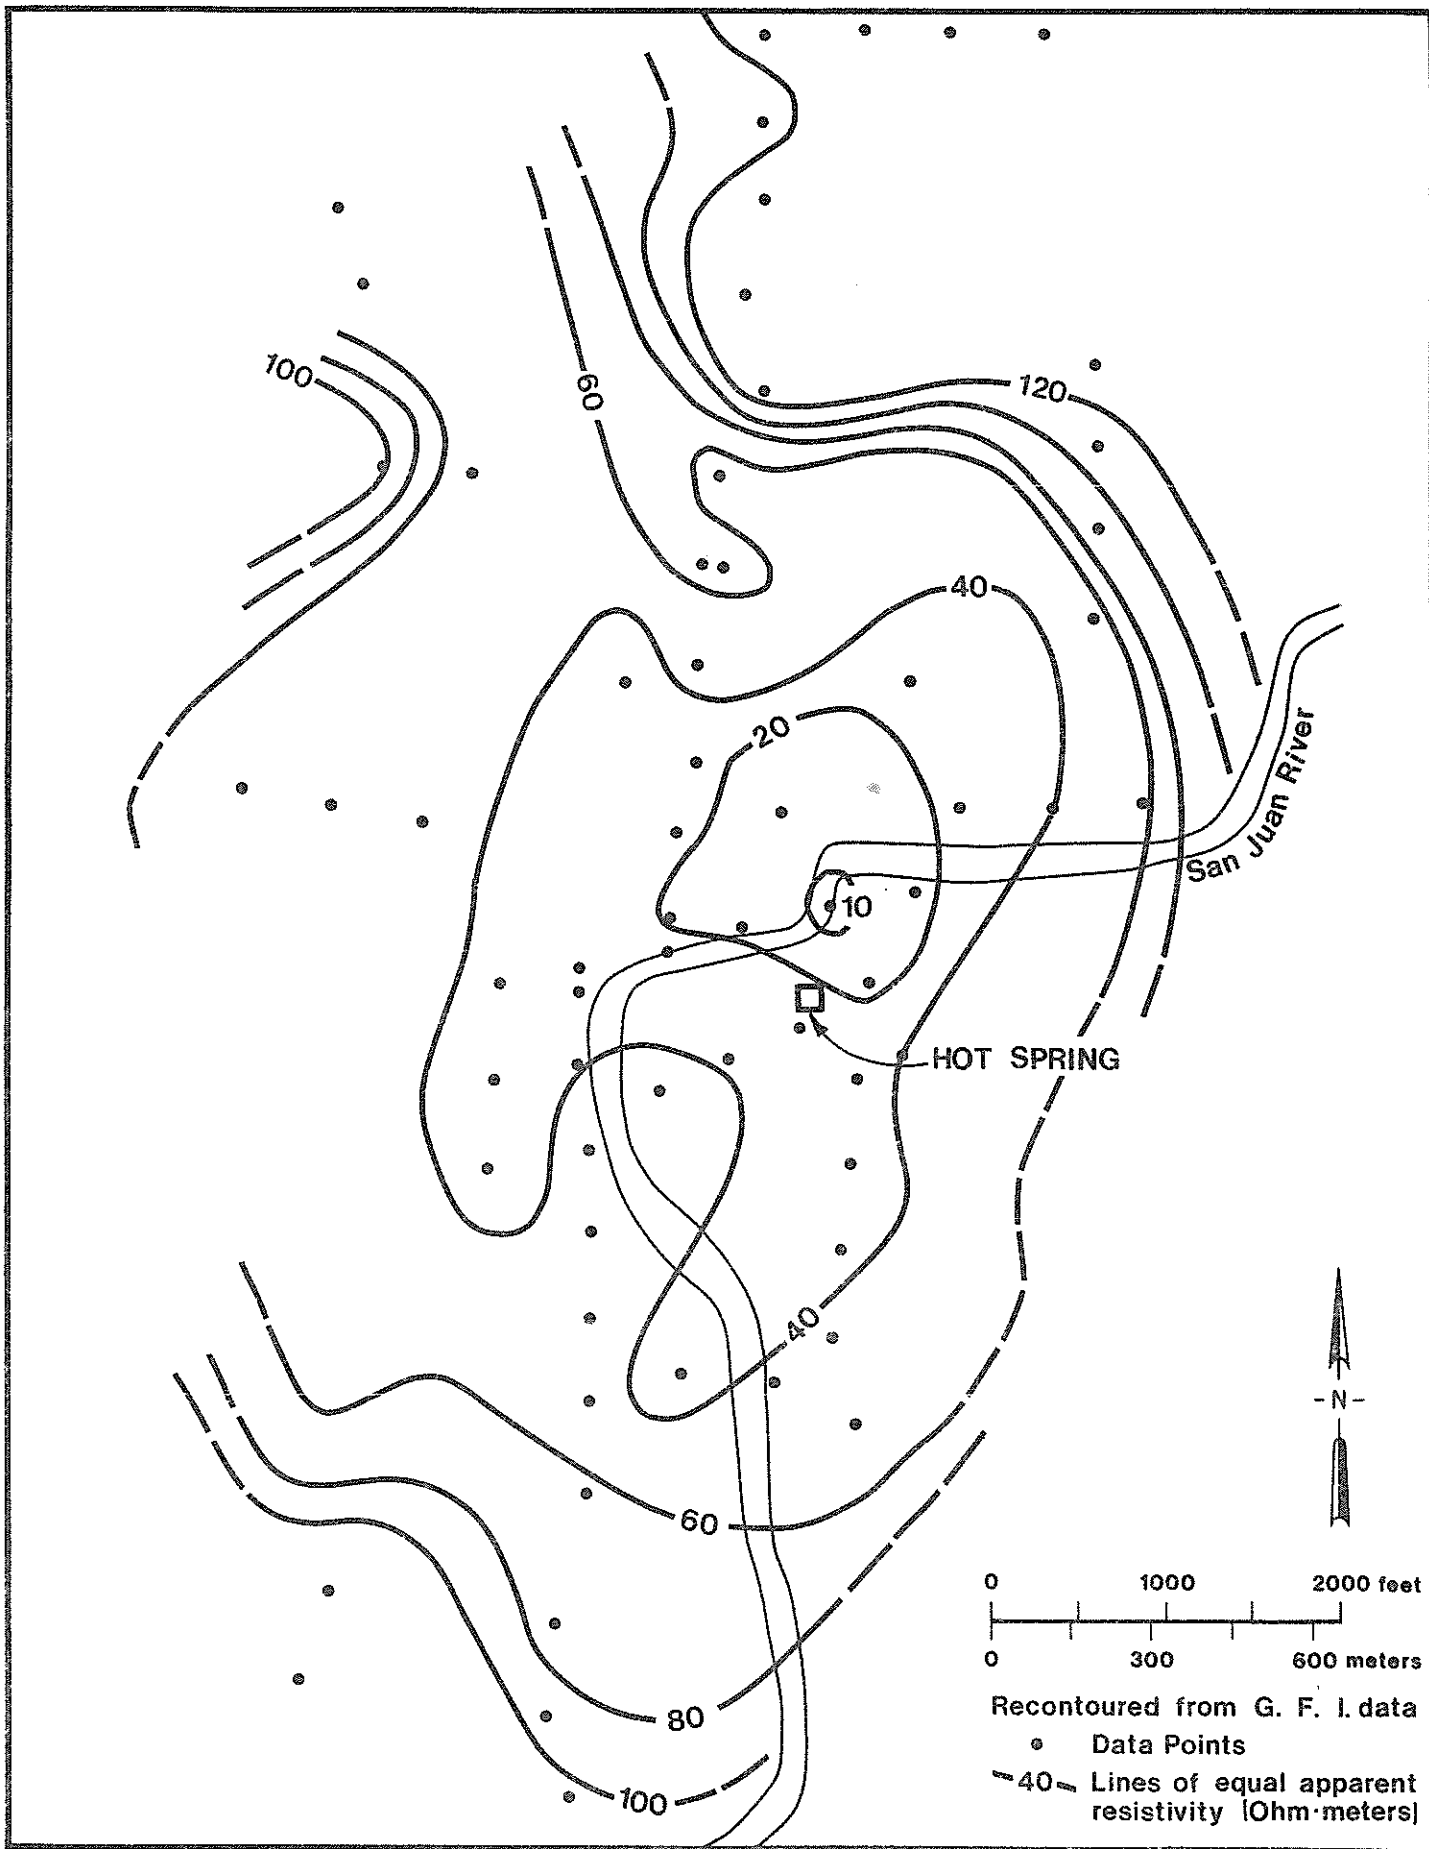 100
60
120
40
20
San Juan River
10
HOT SPRING
40
-N-
60
0 1000 2000 feet
0 300 600 meters
80
100
Recontoured from G. F. I. data
Data Points
40 Lines of equal apparent
resistivity (Ohm·meters)